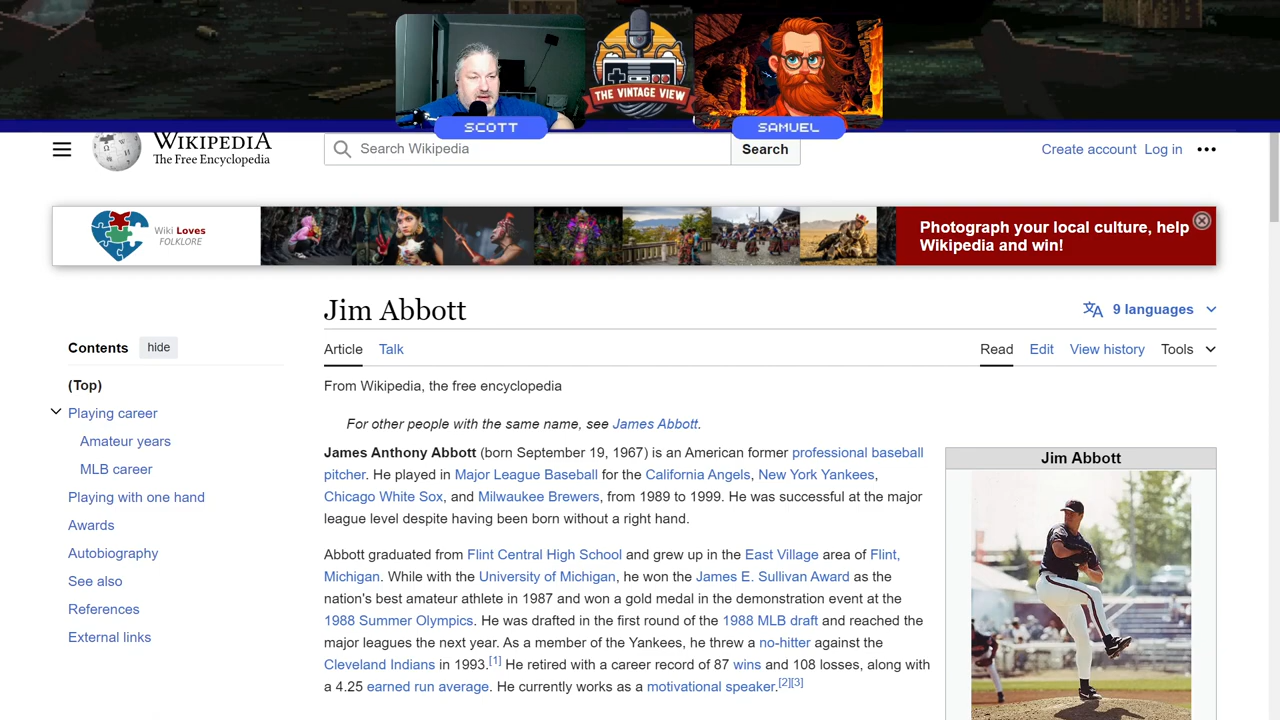 THE VINTAGE VIEW
SCOTT
SAMUEL
WIKIPEDIA
The Free Encyclopedia
Search Wikipedia
Search
Create account Log in
Wiki Loves
FOLKLORE
Photograph your local culture, help
Wikipedia and win!
Jim Abbott
9 languages
Contents hide
(Top)
Playing career
Amateur years
MLB career
Playing with one hand
Awards
Autobiography
See also
References
External links
Article Talk
Read Edit View history Tools
From Wikipedia, the free encyclopedia
For other people with the same name, see James Abbott.
James Anthony Abbott (born September 19, 1967) is an American former professional baseball
pitcher. He played in Major League Baseball for the California Angels, New York Yankees,
Chicago White Sox, and Milwaukee Brewers, from 1989 to 1999. He was successful at the major
league level despite having been born without a right hand.
Abbott graduated from Flint Central High School and grew up in the East Village area of Flint,
Michigan. While with the University of Michigan, he won the James E. Sullivan Award as the
nation's best amateur athlete in 1987 and won a gold medal in the demonstration event at the
1988 Summer Olympics. He was drafted in the first round of the 1988 MLB draft and reached the
major leagues the next year. As a member of the Yankees, he threw a no-hitter against the
Cleveland Indians in 1993.[1] He retired with a career record of 87 wins and 108 losses, along with
a 4.25 earned run average. He currently works as a motivational speaker.[2][3]
Jim Abbott